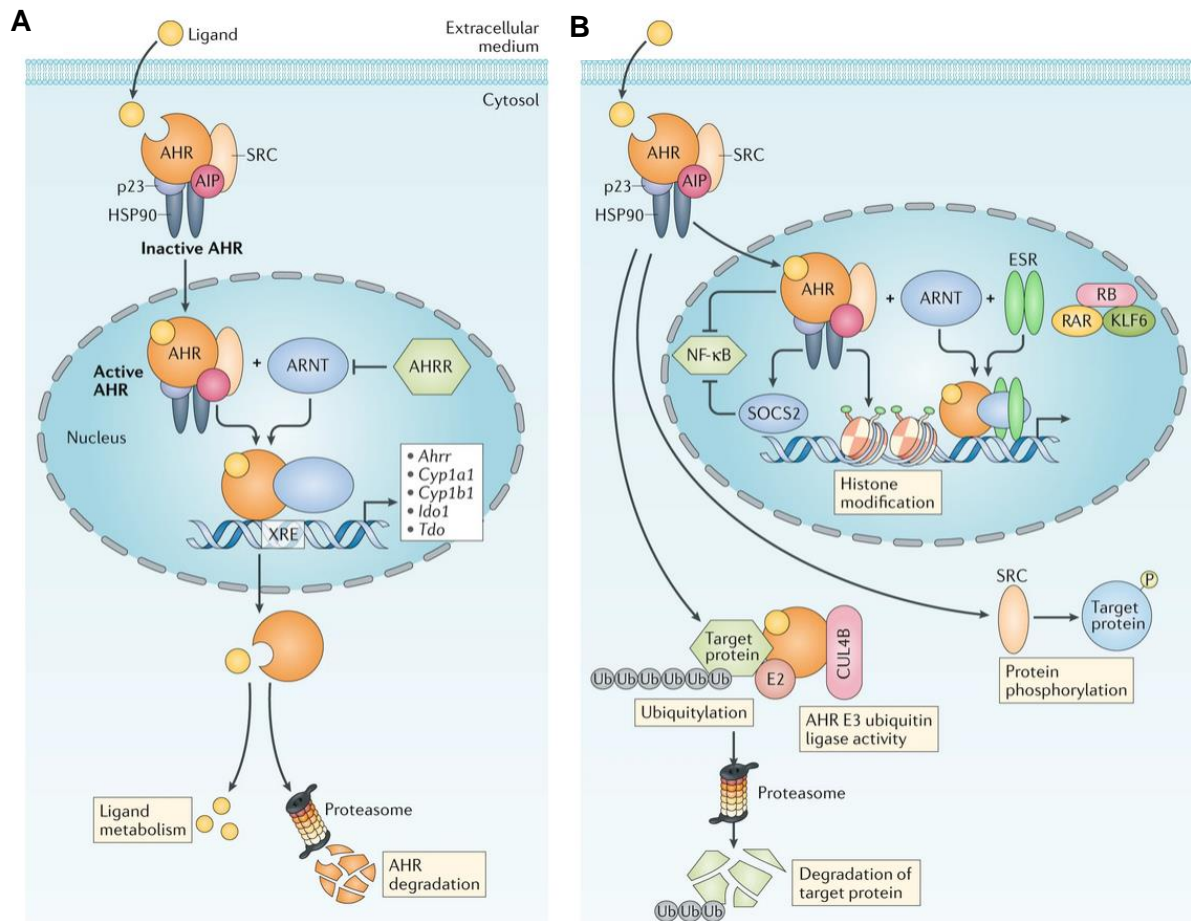 A
Ligand
Extracellular
medium
Cytosol
AHR
SRC
AIP
p23
HSP90
Inactive AHR
AHR
Active
AHR
+
ARNT
AHRR
Nucleus
• Ahrr
• Cyp1a1
• Cyp1b1
• Ido1
• Tdo
XRE
Ligand
metabolism
Proteasome
AHR
degradation
B
AHR
SRC
AIP
p23
HSP90
ESR
AHR
+
ARNT
+
RB
RAR
KLF6
NF-κB
SOCS2
Histone
modification
SRC
P
Target
protein
Protein
phosphorylation
Target
protein
CUL4B
E2
Ub Ub Ub Ub Ub Ub
Ubiquitylation
AHR E3 ubiquitin
ligase activity
Proteasome
Degradation of
target protein
Ub Ub Ub